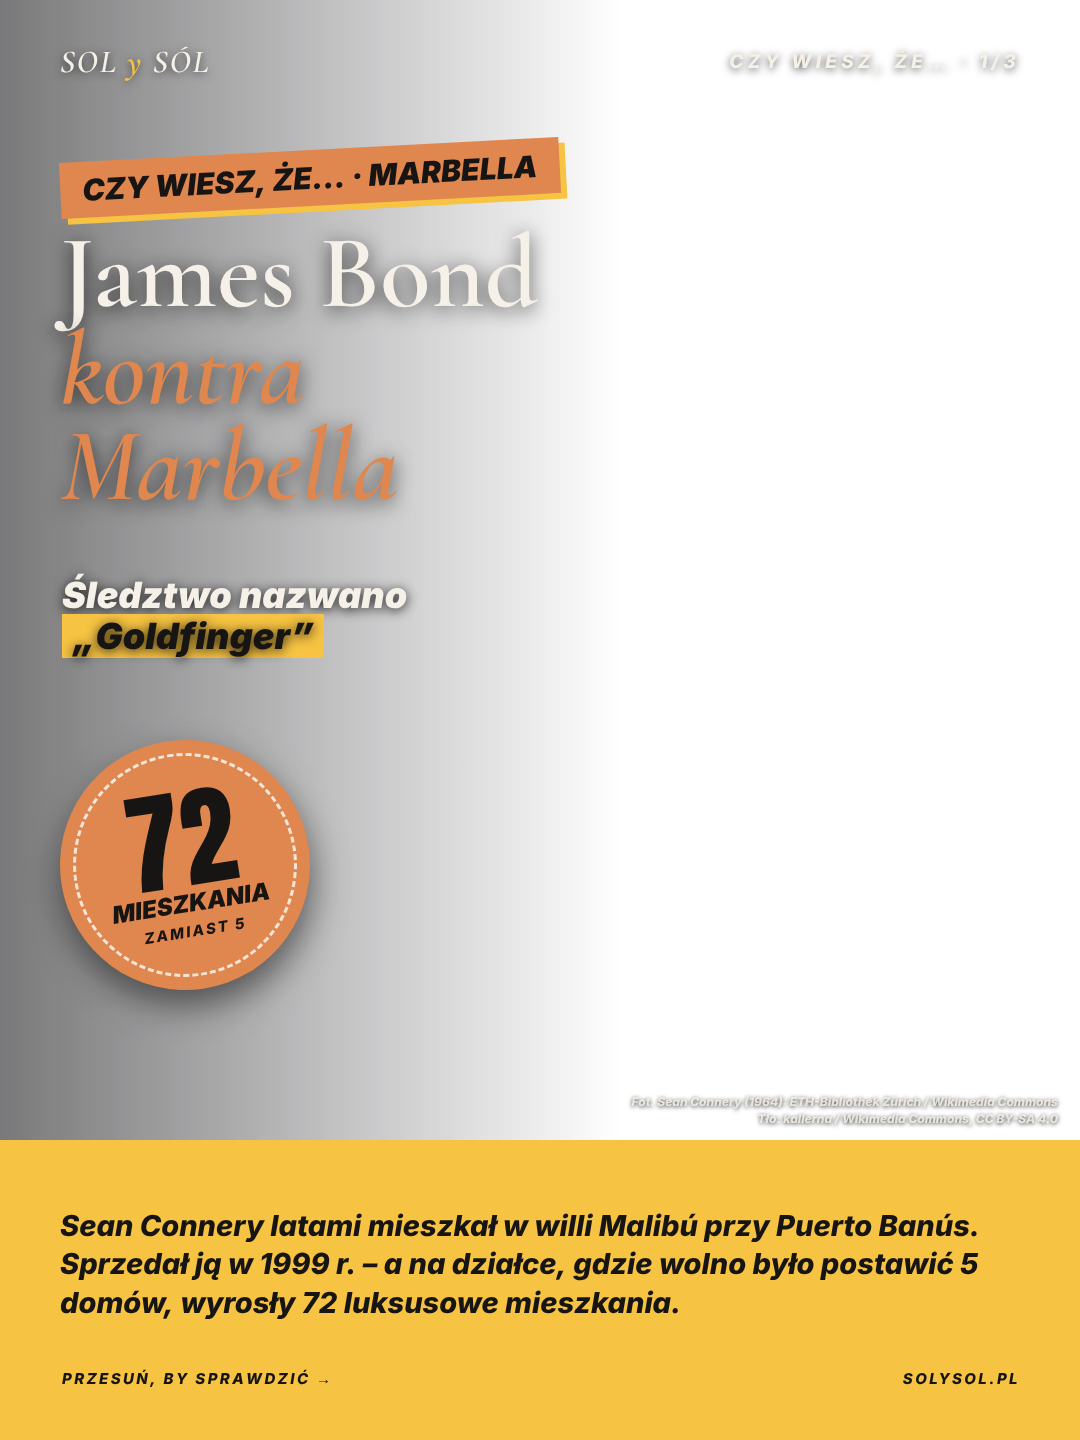 SOL y SÓL
CZY WIESZ, ŻE… · 1/3
CZY WIESZ, ŻE… · MARBELLA
James Bond
kontra
Marbella
Śledztwo nazwano
„Goldfinger”
72
MIESZKANIA
ZAMIAST 5
Fot. Sean Connery (1964): ETH-Bibliothek Zürich / Wikimedia Commons
Tło: kallerna / Wikimedia Commons, CC BY-SA 4.0
Sean Connery latami mieszkał w willi Malibú przy Puerto Banús.
Sprzedał ją w 1999 r. – a na działce, gdzie wolno było postawić 5
domów, wyrosły 72 luksusowe mieszkania.
PRZESUŃ, BY SPRAWDZIĆ →
SOLYSOL.PL